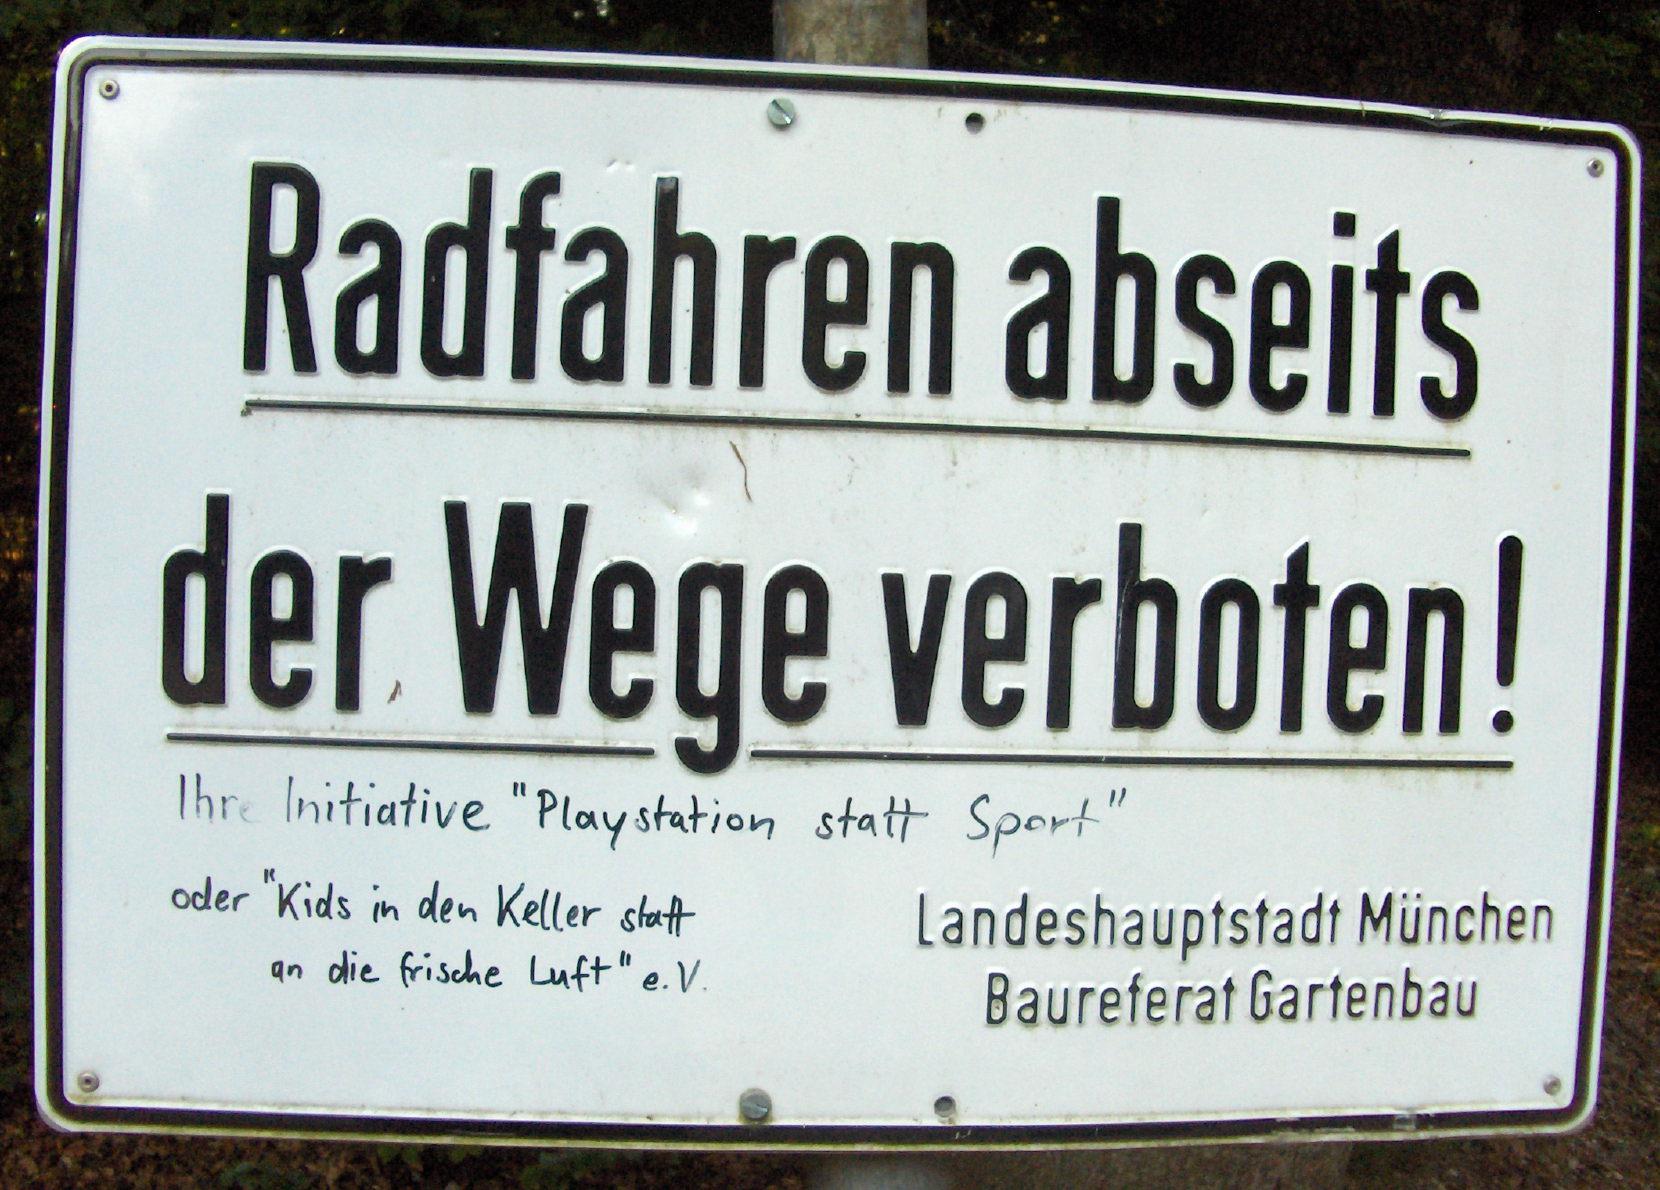 Radfahren abseits
der Wege verboten!
Ihre Initiative "Playstation statt Sport"
oder "Kids in den Keller statt
an die frische Luft" e.V.
Landeshauptstadt München
Baureferat Gartenbau